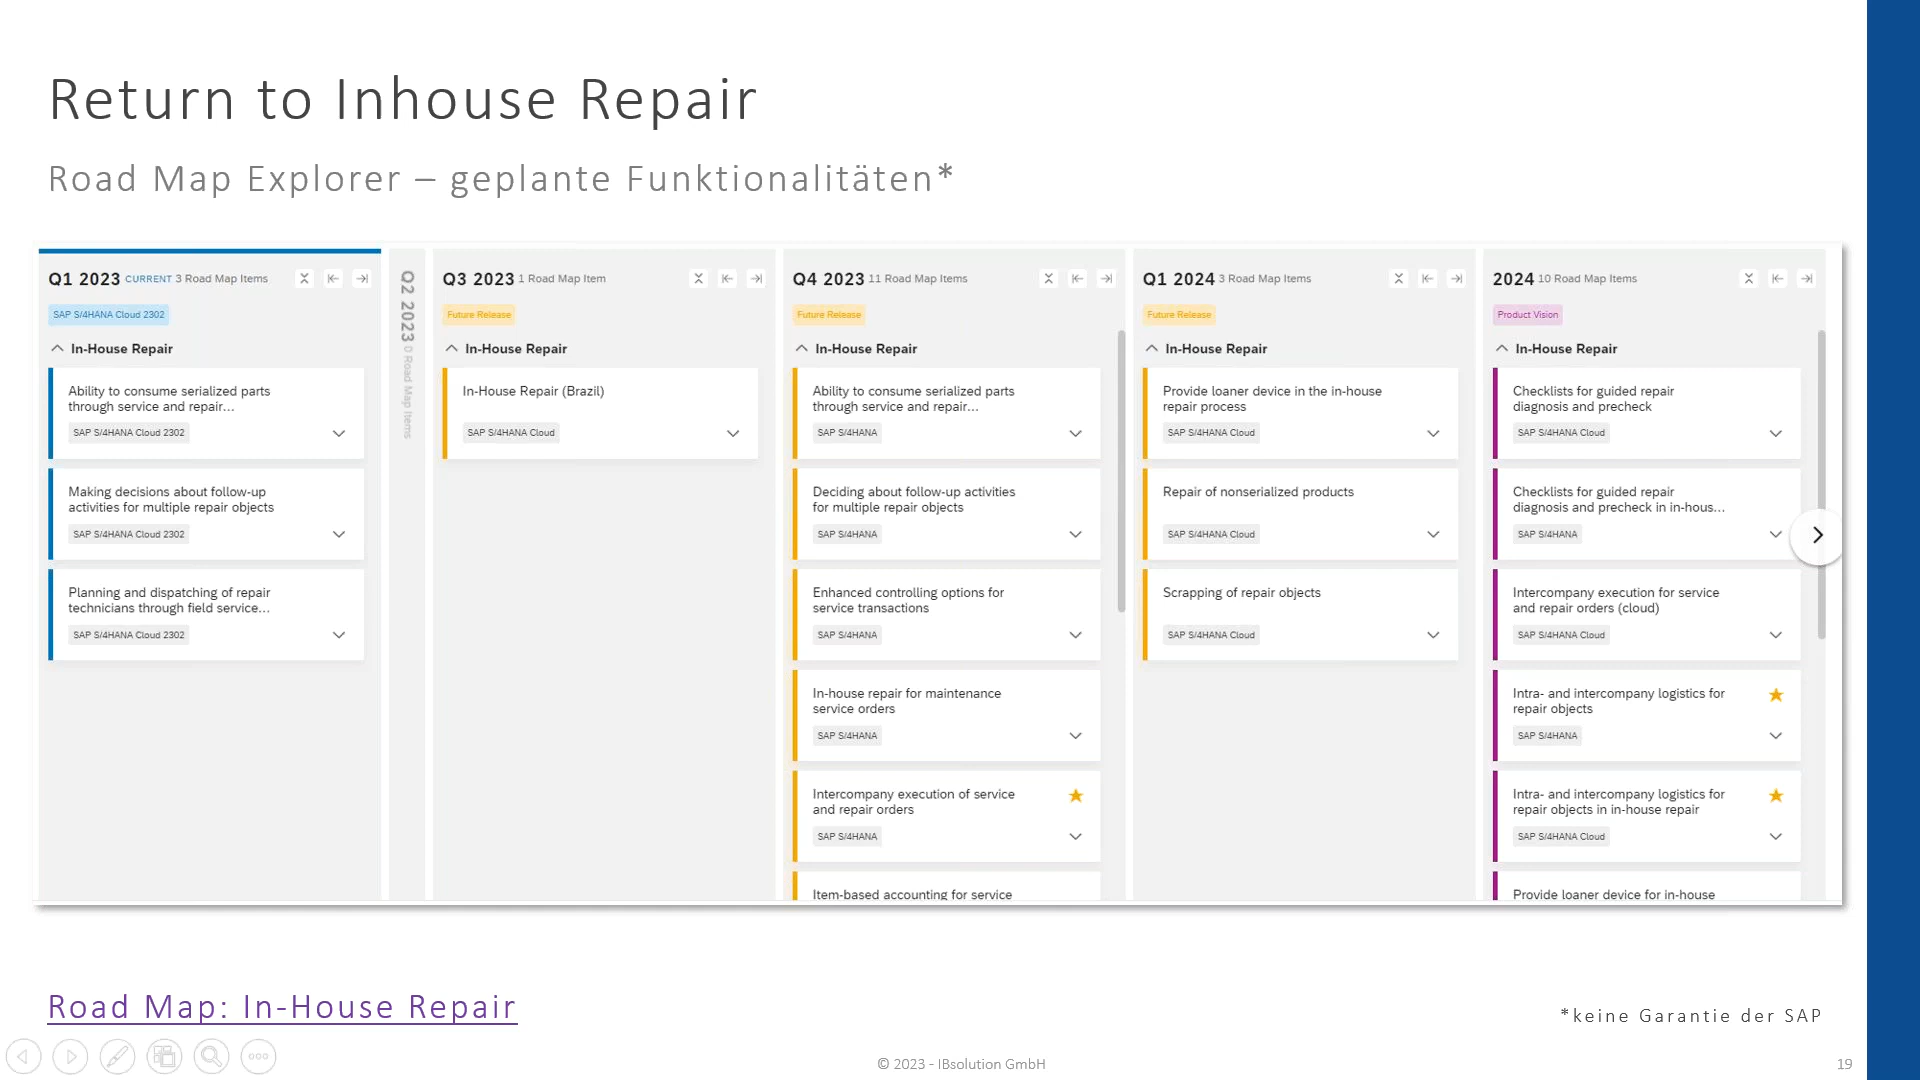 Return to Inhouse Repair
Road Map Explorer – geplante Funktionalitäten*
Q1 2023 CURRENT 3 Road Map Items
SAP S/4HANA Cloud 2302
In-House Repair
Ability to consume serialized parts
through service and repair...
SAP S/4HANA Cloud 2302
Making decisions about follow-up
activities for multiple repair objects
SAP S/4HANA Cloud 2302
Planning and dispatching of repair
technicians through field service...
SAP S/4HANA Cloud 2302
Q2 2023 0 Road Map Items
Q3 2023 1 Road Map Item
Future Release
In-House Repair
In-House Repair (Brazil)
SAP S/4HANA Cloud
Q4 2023 11 Road Map Items
Future Release
In-House Repair
Ability to consume serialized parts
through service and repair...
SAP S/4HANA
Deciding about follow-up activities
for multiple repair objects
SAP S/4HANA
Enhanced controlling options for
service transactions
SAP S/4HANA
In-house repair for maintenance
service orders
SAP S/4HANA
Intercompany execution of service
and repair orders
SAP S/4HANA
Item-based accounting for service
Q1 2024 3 Road Map Items
Future Release
In-House Repair
Provide loaner device in the in-house
repair process
SAP S/4HANA Cloud
Repair of nonserialized products
SAP S/4HANA Cloud
Scrapping of repair objects
SAP S/4HANA Cloud
2024 10 Road Map Items
Product Vision
In-House Repair
Checklists for guided repair
diagnosis and precheck
SAP S/4HANA Cloud
Checklists for guided repair
diagnosis and precheck in in-hous...
SAP S/4HANA
Intercompany execution for service
and repair orders (cloud)
SAP S/4HANA Cloud
Intra- and intercompany logistics for
repair objects
SAP S/4HANA
Intra- and intercompany logistics for
repair objects in in-house repair
SAP S/4HANA Cloud
Provide loaner device for in-house
Road Map: In-House Repair
*keine Garantie der SAP
© 2023 - IBsolution GmbH
19